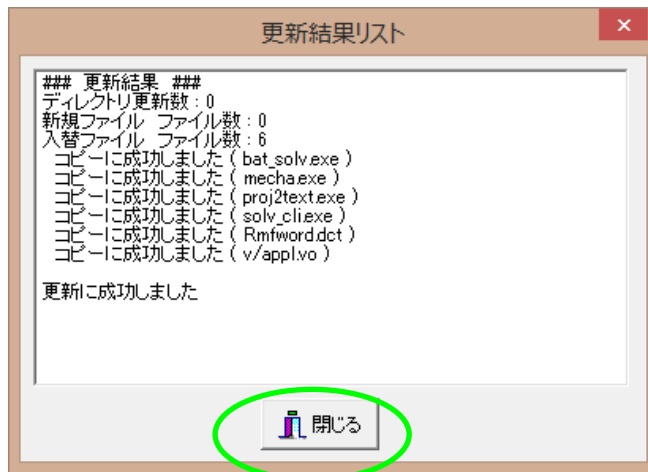 更新結果リスト
### 更新結果 ###
ディレクトリ更新数:0
新規ファイル ファイル数:0
入替ファイル ファイル数:6
コピーに成功しました ( bat_solv.exe )
コピーに成功しました ( mecha.exe )
コピーに成功しました ( proj2text.exe )
コピーに成功しました ( solv_cli.exe )
コピーに成功しました ( Rmfword.dct )
コピーに成功しました ( v/appl.vo )
更新に成功しました
閉じる